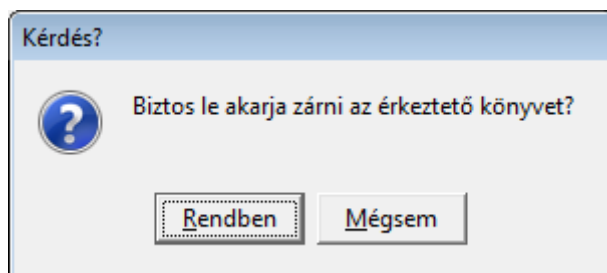 Kérdés?
Biztos le akarja zárni az érkeztető könyvet?
Rendben Mégsem